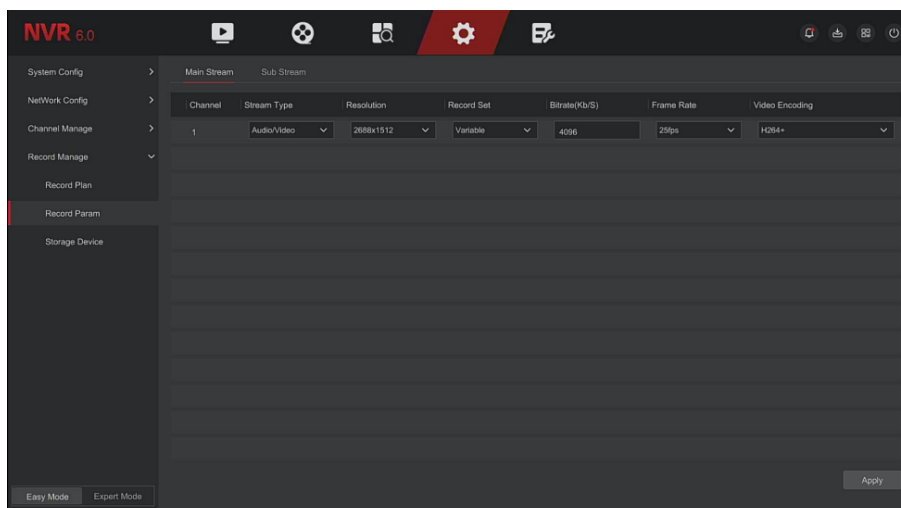 NVR 6.0
System Config
NetWork Config
Channel Manage
Record Manage
Record Plan
Record Param
Storage Device
Easy Mode Expert Mode
Main Stream Sub Stream
Channel Stream Type Resolution Record Set Bitrate(Kb/S) Frame Rate Video Encoding
1 Audio/Video 2688x1512 Variable 4096 25fps H264+
Apply